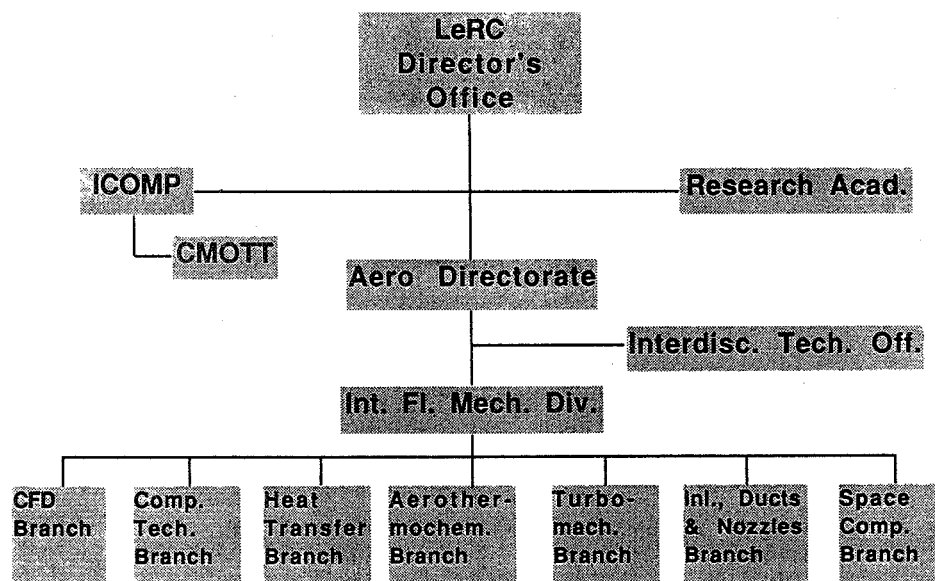 LeRC
Director's
Office
ICOMP
Research Acad.
CMOTT
Aero Directorate
Interdisc. Tech. Off.
Int. Fl. Mech. Div.
CFD
Branch
Comp.
Tech.
Branch
Heat
Transfer
Branch
Aerother-
mochem.
Branch
Turbo-
mach.
Branch
Inl., Ducts
& Nozzles
Branch
Space
Comp.
Branch